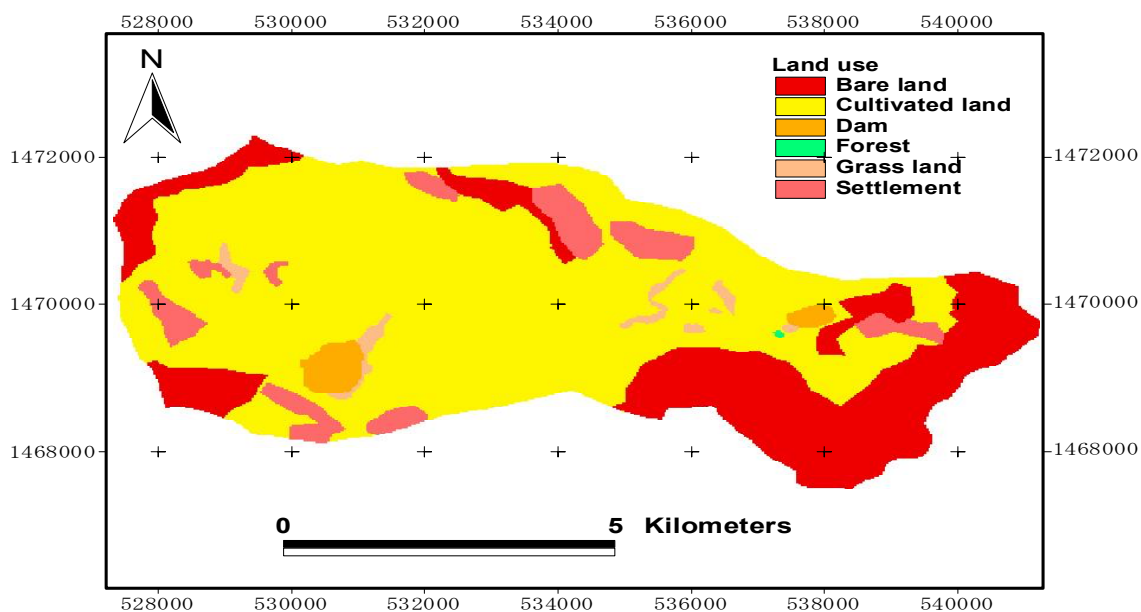 528000 530000 532000 534000 536000 538000 540000
N
Land use
Bare land
Cultivated land
Dam
Forest
Grass land
Settlement
1472000 1472000
1470000 1470000
1468000 1468000
0 5 Kilometers
528000 530000 532000 534000 536000 538000 540000